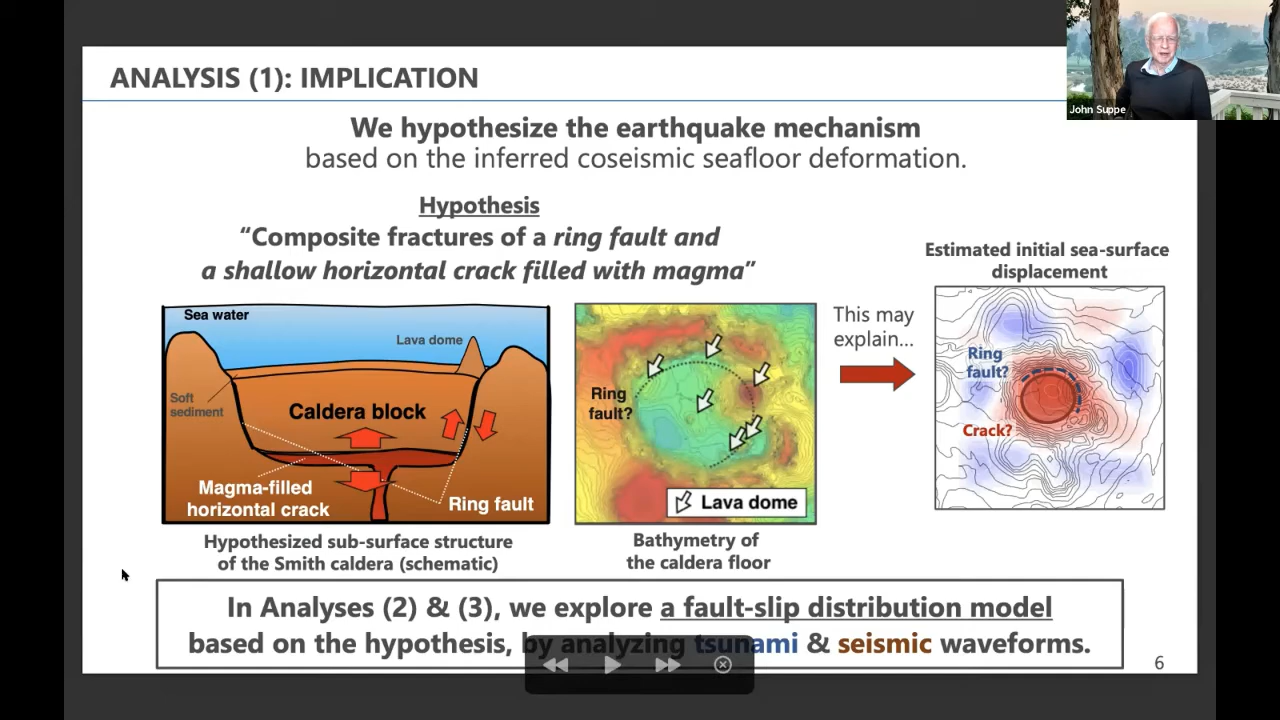 ANALYSIS (1): IMPLICATION
John Suppe
We hypothesize the earthquake mechanism
based on the inferred coseismic seafloor deformation.
Hypothesis
“Composite fractures of a ring fault and
a shallow horizontal crack filled with magma”
Sea water
Lava dome
Soft
sediment
Caldera block
Magma-filled
horizontal crack
Ring fault
Hypothesized sub-surface structure
of the Smith caldera (schematic)
Ring
fault?
Lava dome
Bathymetry of
the caldera floor
This may
explain...
Estimated initial sea-surface
displacement
Ring
fault?
Crack?
In Analyses (2) & (3), we explore a fault-slip distribution model
based on the hypothesis, by analyzing tsunami & seismic waveforms.
6